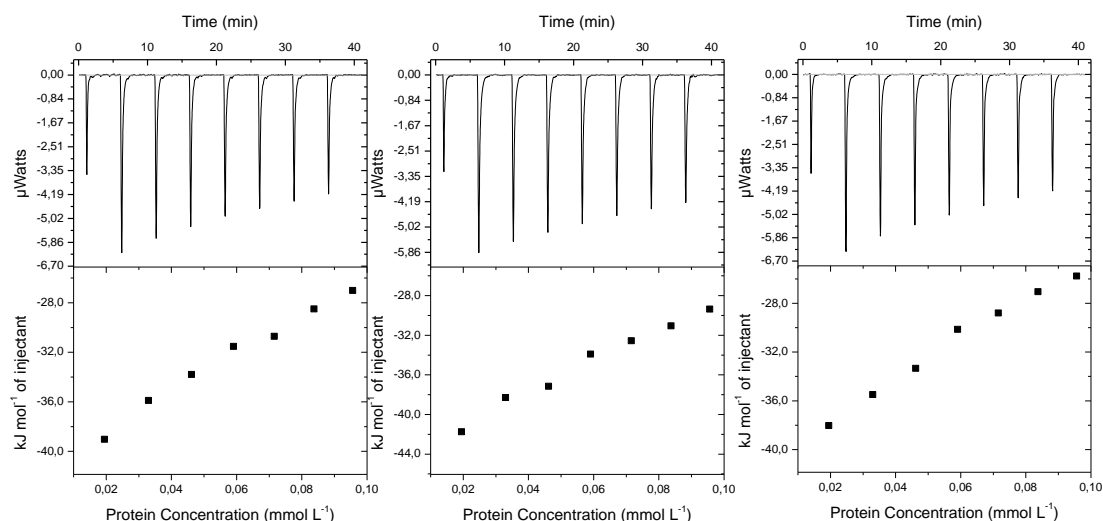 Time (min)
0 10 20 30 40
0,00
-0,84
-1,67
-2,51
-3,35
-4,19
-5,02
-5,86
-6,70
µWatts
-28,0
-32,0
-36,0
-40,0
kJ mol⁻¹ of injectant
0,02 0,04 0,06 0,08 0,10
Protein Concentration (mmol L⁻¹)
Time (min)
0 10 20 30 40
0,00
-0,84
-1,67
-2,51
-3,35
-4,19
-5,02
-5,86
µWatts
-28,0
-32,0
-36,0
-40,0
-44,0
kJ mol⁻¹ of injectant
0,02 0,04 0,06 0,08 0,10
Protein Concentration (mmol L⁻¹)
Time (min)
0 10 20 30 40
0,00
-0,84
-1,67
-2,51
-3,35
-4,19
-5,02
-5,86
-6,70
µWatts
-28,0
-32,0
-36,0
-40,0
kJ mol⁻¹ of injectant
0,02 0,04 0,06 0,08 0,10
Protein Concentration (mmol L⁻¹)